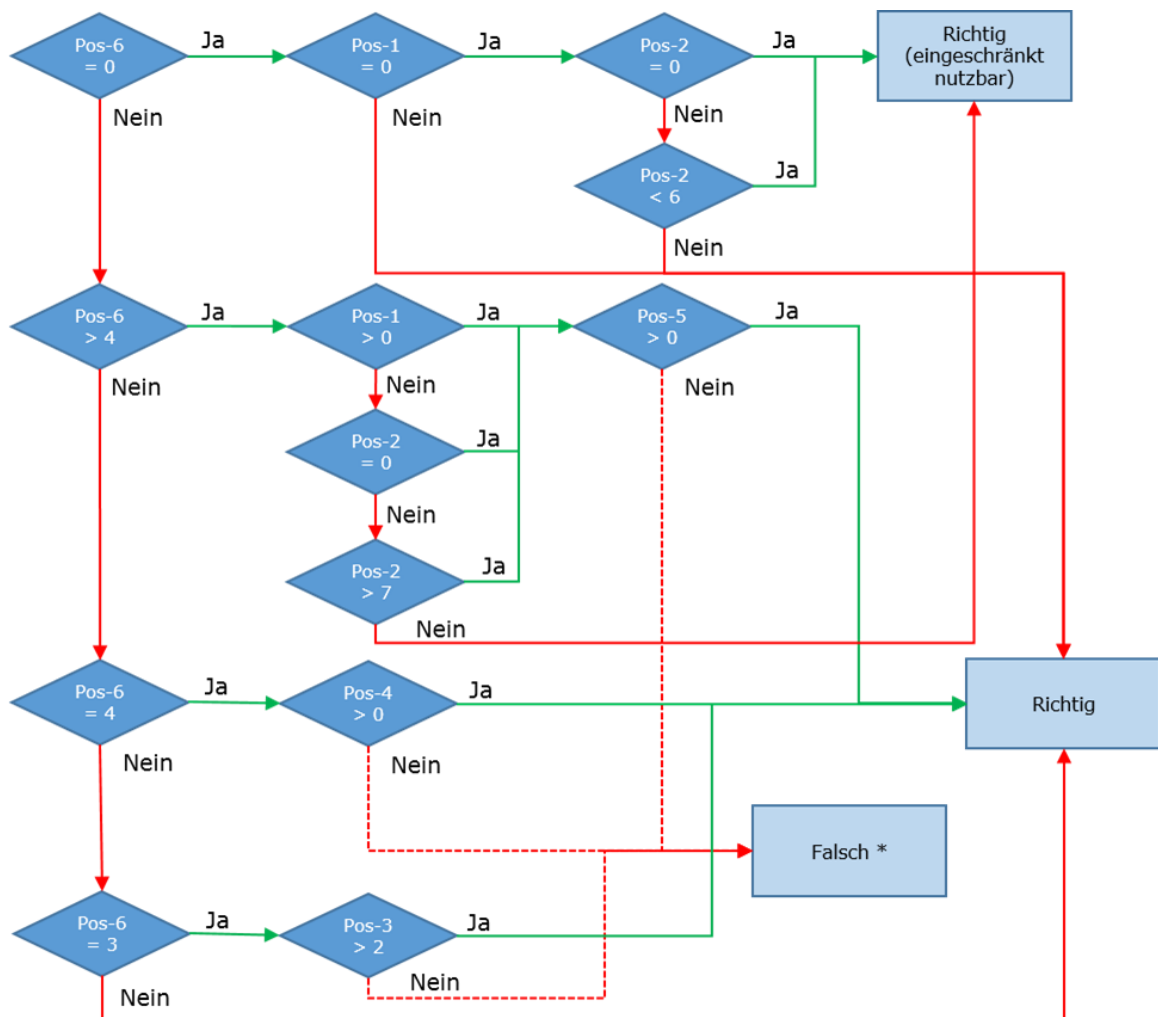 Pos-6
= 0
Ja
Pos-1
= 0
Ja
Pos-2
= 0
Ja
Richtig
(eingeschränkt
nutzbar)
Nein
Nein
Nein
Pos-2
< 6
Ja
Nein
Pos-6
> 4
Ja
Pos-1
> 0
Ja
Pos-5
> 0
Ja
Nein
Nein
Nein
Pos-2
= 0
Ja
Nein
Pos-2
> 7
Ja
Nein
Pos-6
= 4
Ja
Pos-4
> 0
Ja
Richtig
Nein
Nein
Falsch *
Pos-6
= 3
Ja
Pos-3
> 2
Ja
Nein
Nein